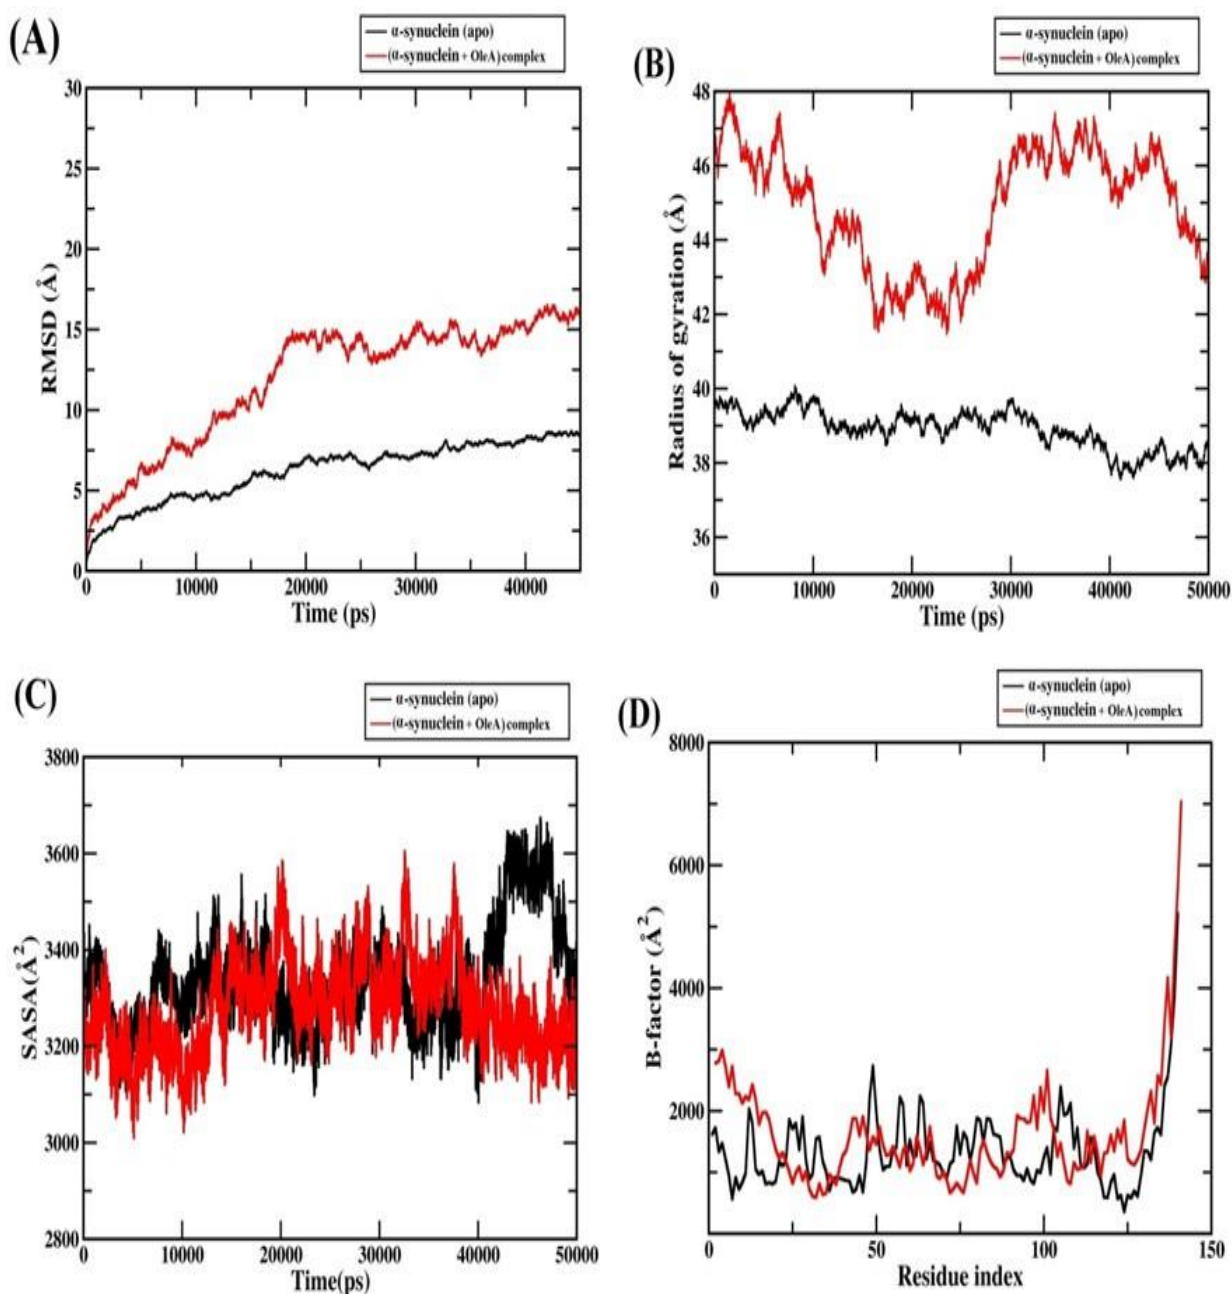 (A)
α-synuclein (apo)
(α-synuclein + OleA) complex
30
25
20
15
10
5
0
RMSD (Å)
0 10000 20000 30000 40000
Time (ps)
(B)
α-synuclein (apo)
(α-synuclein + OleA) complex
48
46
44
42
40
38
36
Radius of gyration (Å)
0 10000 20000 30000 40000 50000
Time (ps)
(C)
α-synuclein (apo)
(α-synuclein + OleA) complex
3800
3600
3400
3200
3000
2800
SASA(Å²)
0 10000 20000 30000 40000 50000
Time(ps)
(D)
α-synuclein (apo)
(α-synuclein + OleA) complex
8000
6000
4000
2000
B-factor (Å²)
0 50 100 150
Residue index